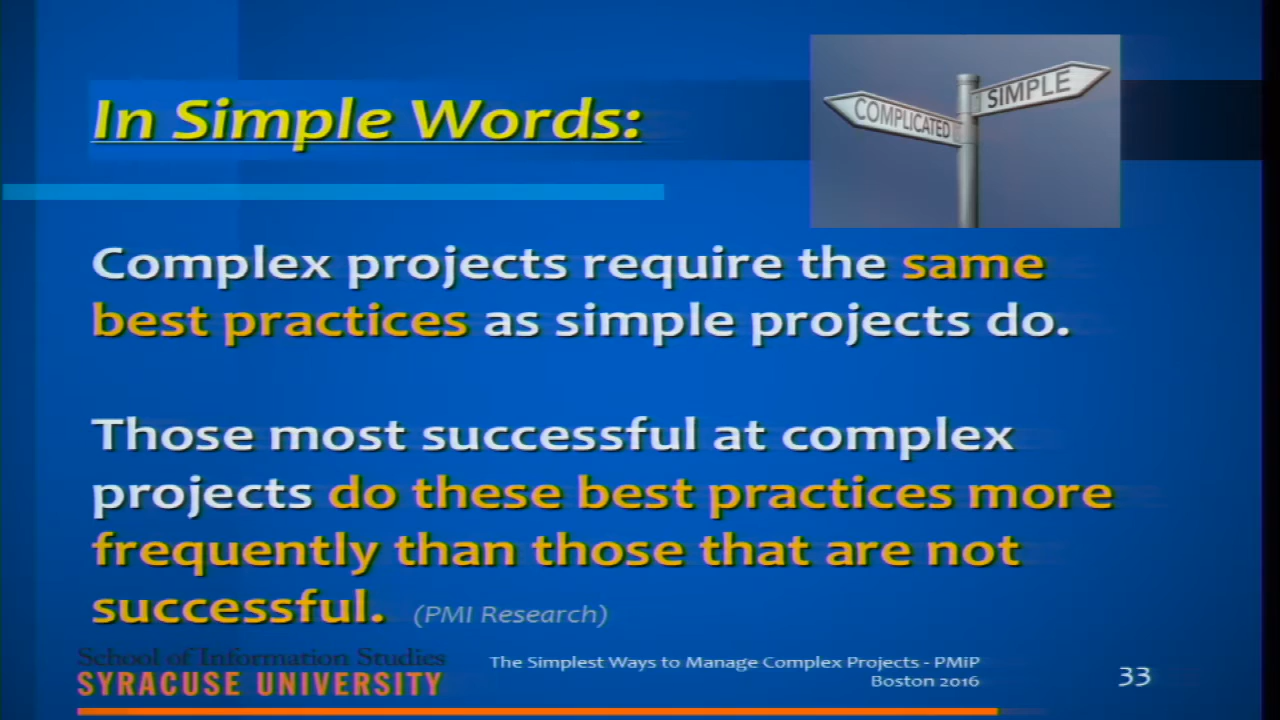 In Simple Words:
COMPLICATED
SIMPLE
Complex projects require the same
best practices as simple projects do.
Those most successful at complex
projects do these best practices more
frequently than those that are not
successful. (PMI Research)
School of Information Studies
SYRACUSE UNIVERSITY
The Simplest Ways to Manage Complex Projects - PMiP
Boston 2016
33